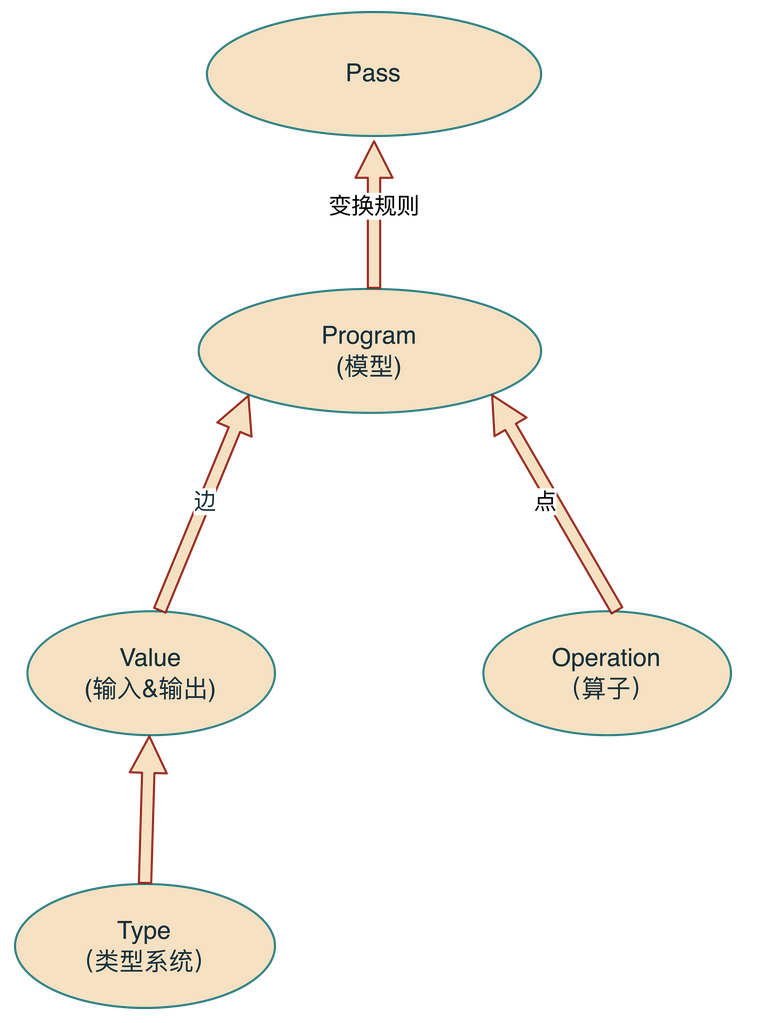 Pass
变换规则
Program
(模型)
边
点
Value
(输入&输出)
Operation
（算子）
Type
（类型系统）